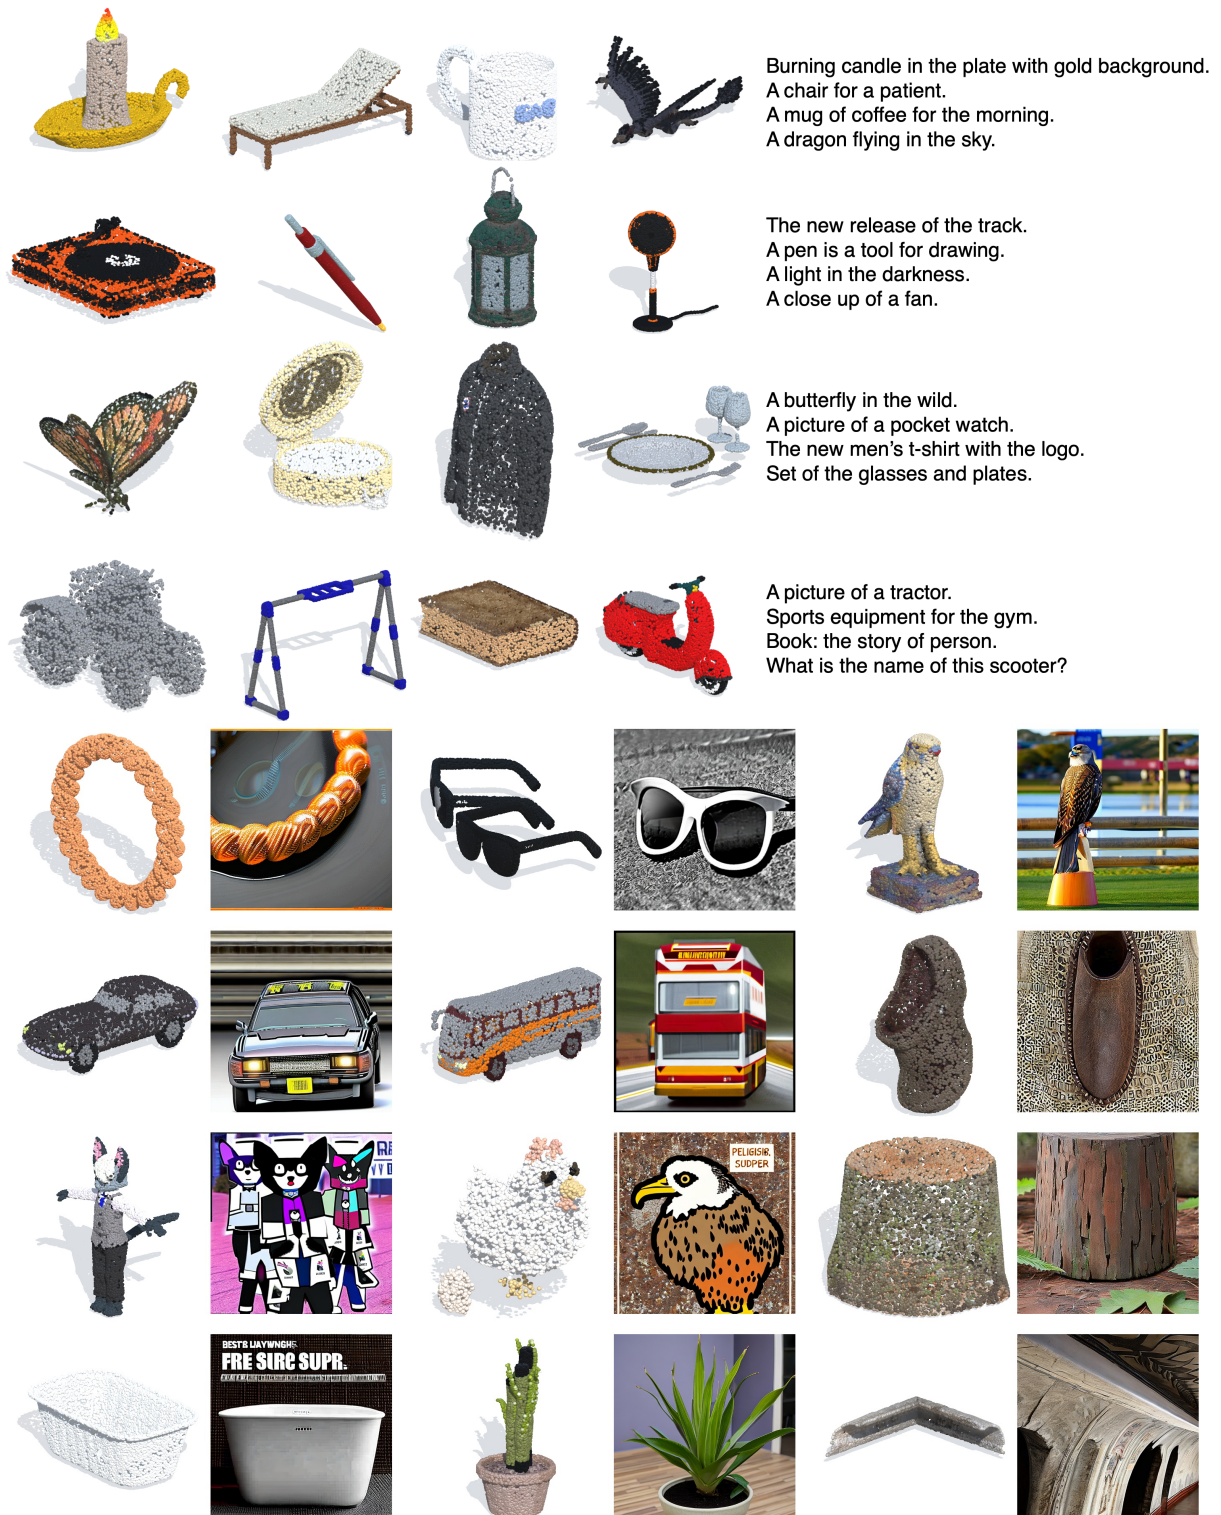 Burning candle in the plate with gold background.
A chair for a patient.
A mug of coffee for the morning.
A dragon flying in the sky.
The new release of the track.
A pen is a tool for drawing.
A light in the darkness.
A close up of a fan.
A butterfly in the wild.
A picture of a pocket watch.
The new men's t-shirt with the logo.
Set of the glasses and plates.
A picture of a tractor.
Sports equipment for the gym.
Book: the story of person.
What is the name of this scooter?
PELIGISIB,
SUDPER
FRE SIRC SUPR.